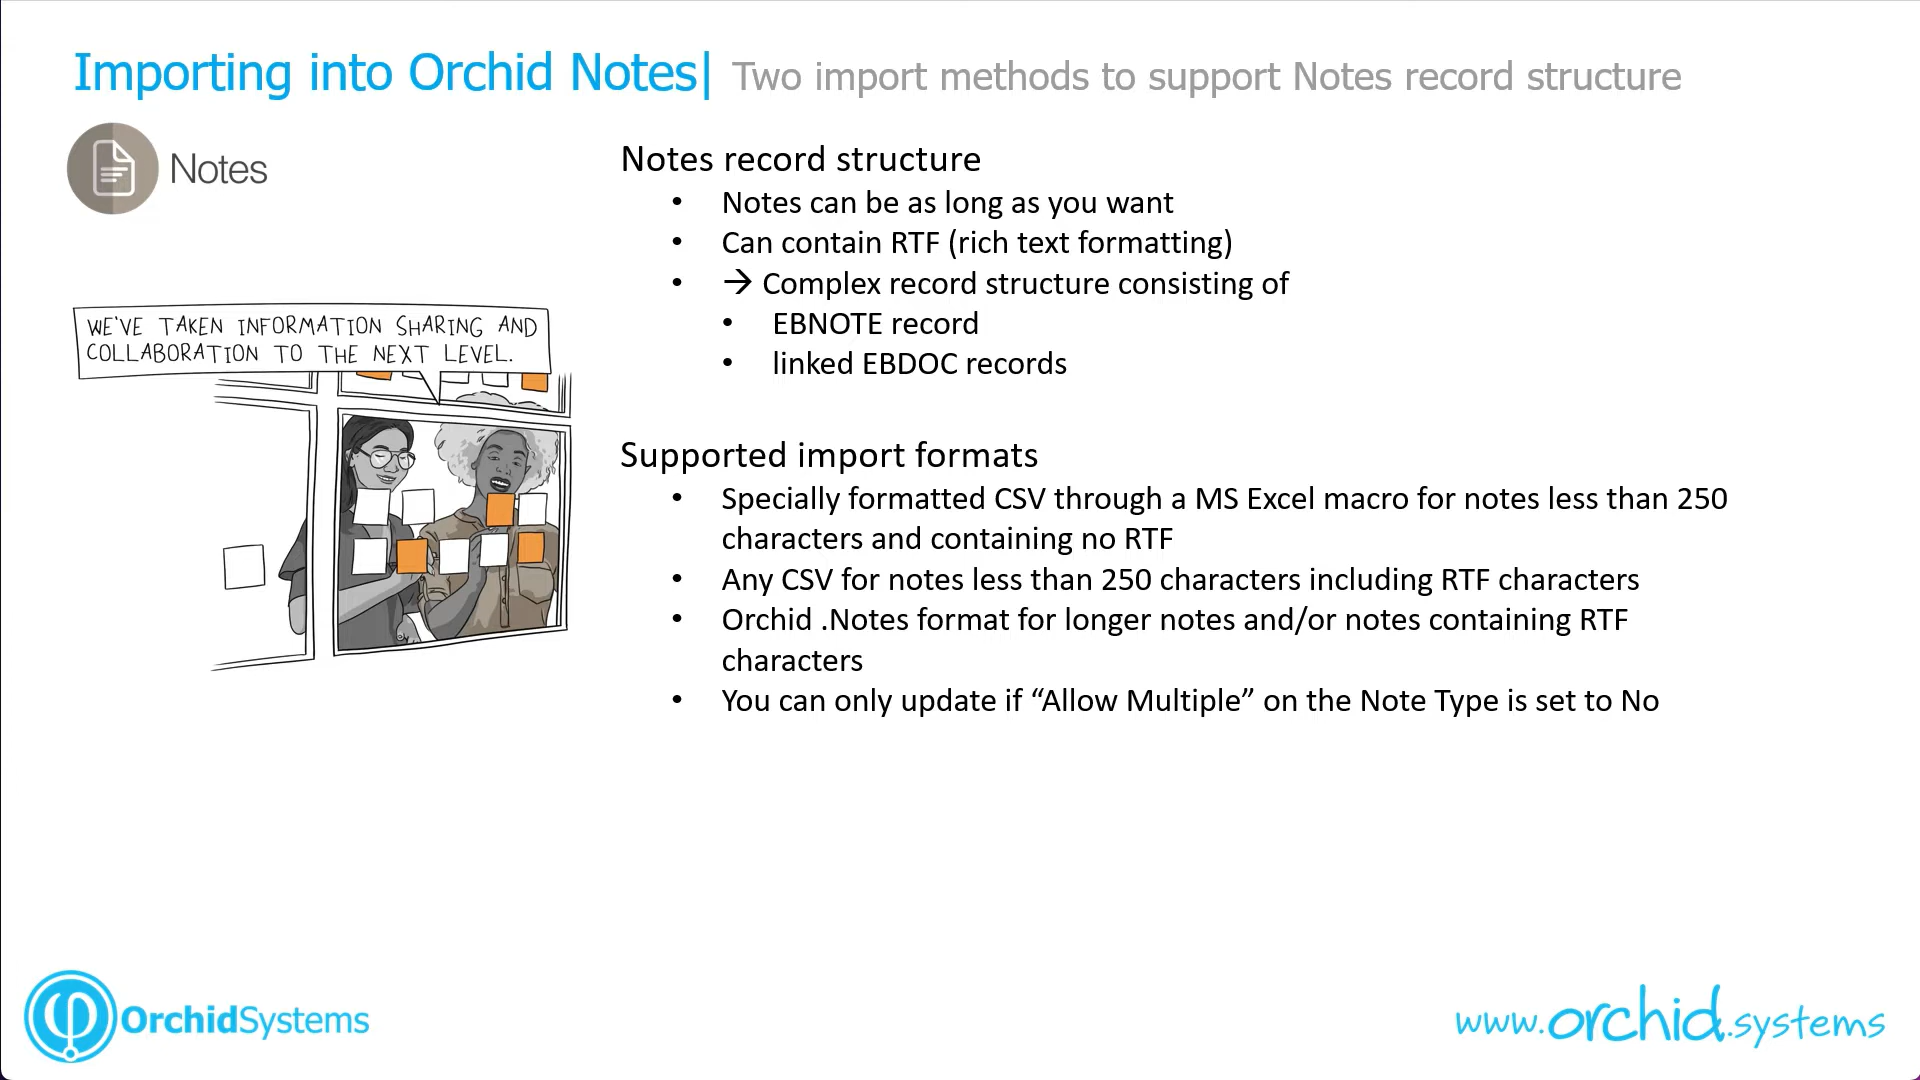 Importing into Orchid Notes| Two import methods to support Notes record structure
Notes
WE'VE TAKEN INFORMATION SHARING AND
COLLABORATION TO THE NEXT LEVEL.
Notes record structure
• Notes can be as long as you want
• Can contain RTF (rich text formatting)
• → Complex record structure consisting of
• EBNOTE record
• linked EBDOC records
Supported import formats
• Specially formatted CSV through a MS Excel macro for notes less than 250
characters and containing no RTF
• Any CSV for notes less than 250 characters including RTF characters
• Orchid .Notes format for longer notes and/or notes containing RTF
characters
• You can only update if “Allow Multiple” on the Note Type is set to No
OrchidSystems
www.orchid.systems